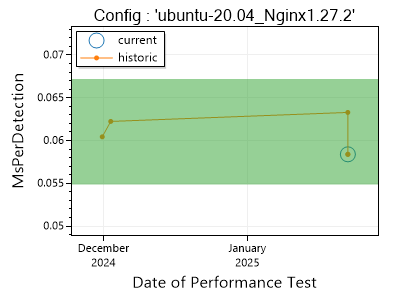 Config : 'ubuntu-20.04_Nginx1.27.2'
current
historic
MsPerDetection
0.07
0.065
0.06
0.055
0.05
December
2024
January
2025
Date of Performance Test